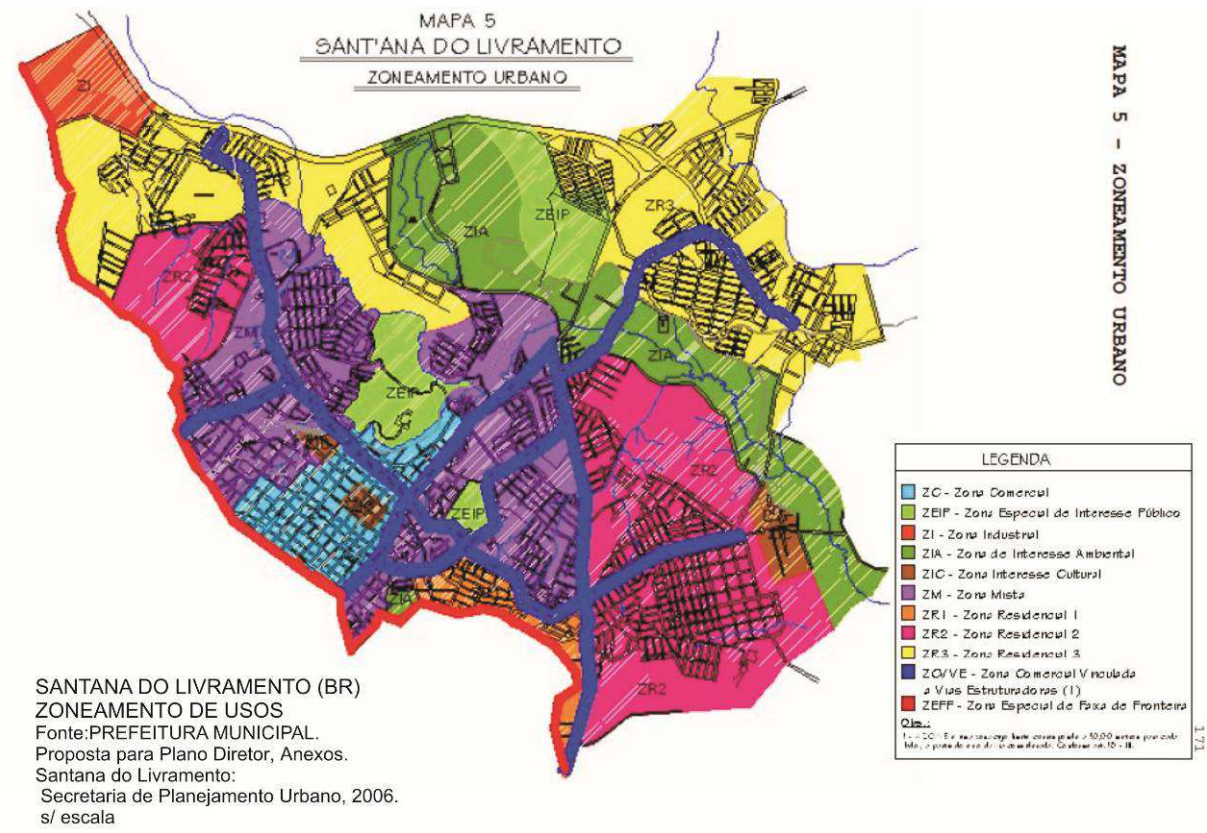 MAPA 5
SANT'ANA DO LIVRAMENTO
ZONEAMENTO URBANO
MAPA 5 - ZONEAMENTO URBANO
ZI
ZIA
ZEIP
ZR3
ZR2
ZM
ZIA
ZEIP
ZR2
ZEIP
ZIA
ZR2
LEGENDA
ZC - Zona Comercial
ZEIP - Zona Especial de Interesse Público
ZI - Zona Industrial
ZIA - Zona de Interesse Ambiental
ZIC - Zona Interesse Cultural
ZM - Zona Mista
ZR1 - Zona Residencial 1
ZR2 - Zona Residencial 2
ZR3 - Zona Residencial 3
ZCVVE - Zona Comercial Vinculada
a Vias Estruturadoras (1)
ZEFF - Zona Especial de Faixa de Fronteira
Obs.:
171
SANTANA DO LIVRAMENTO (BR)
ZONEAMENTO DE USOS
Fonte:PREFEITURA MUNICIPAL.
Proposta para Plano Diretor, Anexos.
Santana do Livramento:
Secretaria de Planejamento Urbano, 2006.
s/ escala